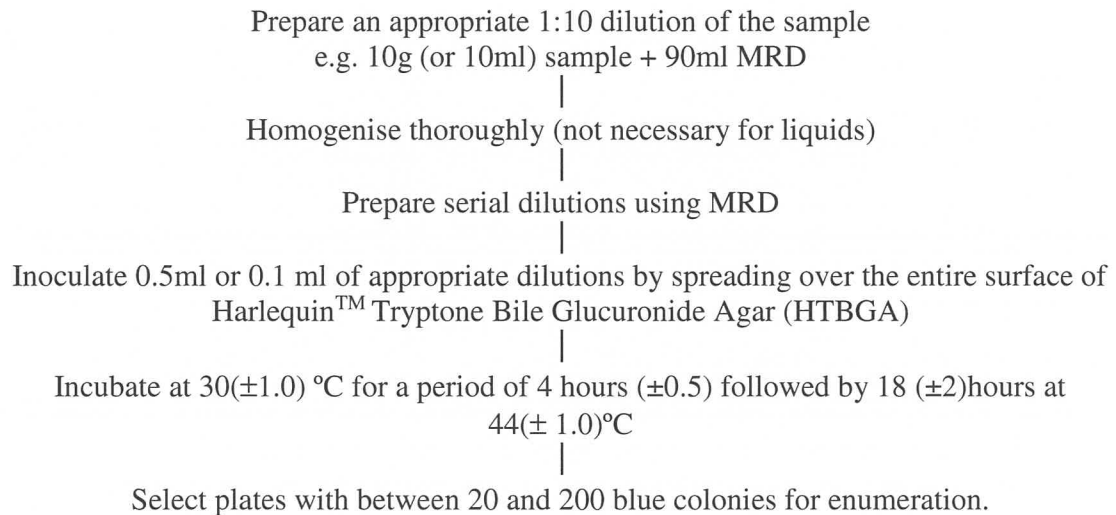 Prepare an appropriate 1:10 dilution of the sample
e.g. 10g (or 10ml) sample + 90ml MRD
Homogenise thoroughly (not necessary for liquids)
Prepare serial dilutions using MRD
Inoculate 0.5ml or 0.1 ml of appropriate dilutions by spreading over the entire surface of
Harlequin™ Tryptone Bile Glucuronide Agar (HTBGA)
Incubate at 30(±1.0) ºC for a period of 4 hours (±0.5) followed by 18 (±2)hours at
44(± 1.0)ºC
Select plates with between 20 and 200 blue colonies for enumeration.